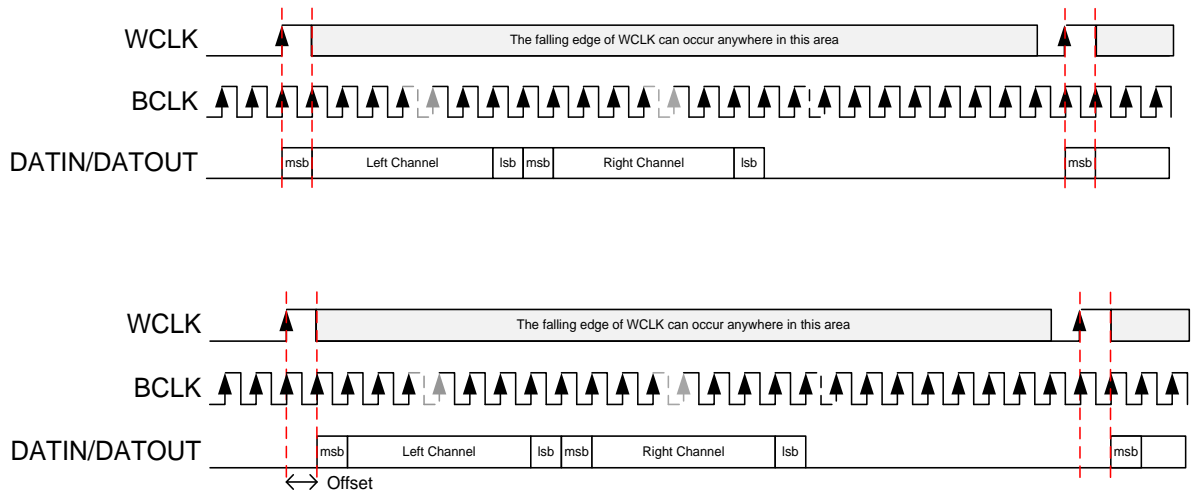 WCLK
The falling edge of WCLK can occur anywhere in this area
BCLK
DATIN/DATOUT
msb Left Channel lsb msb Right Channel lsb msb
WCLK
The falling edge of WCLK can occur anywhere in this area
BCLK
DATIN/DATOUT
msb Left Channel lsb msb Right Channel lsb msb
Offset